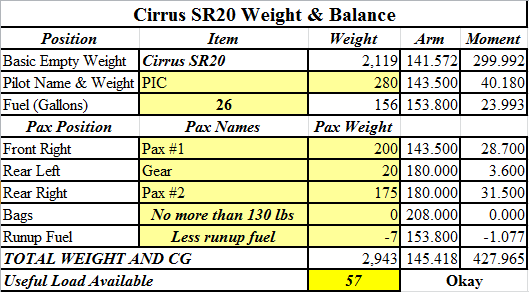 Cirrus SR20 Weight & Balance
Position Item Weight Arm Moment
Basic Empty Weight Cirrus SR20 2,119 141.572 299.992
Pilot Name & Weight PIC 280 143.500 40.180
Fuel (Gallons) 26 156 153.800 23.993
Pax Position Pax Names Pax Weight
Front Right Pax #1 200 143.500 28.700
Rear Left Gear 20 180.000 3.600
Rear Right Pax #2 175 180.000 31.500
Bags No more than 130 lbs 0 208.000 0.000
Runup Fuel Less runup fuel -7 153.800 -1.077
TOTAL WEIGHT AND CG 2,943 145.418 427.965
Useful Load Available 57 Okay